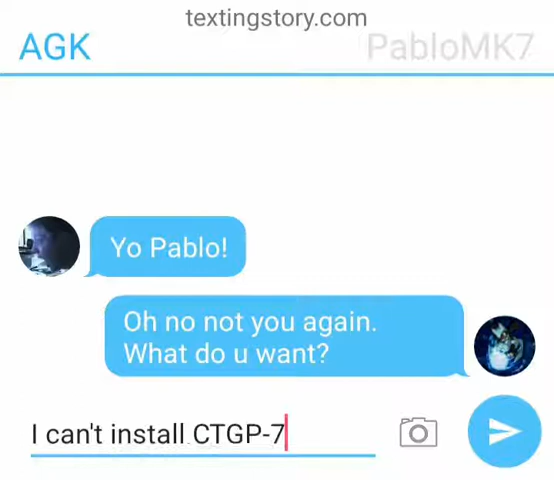 textingstory.com
AGK
PabloMK7
Yo Pablo!
Oh no not you again.
What do u want?
I can't install CTGP-7